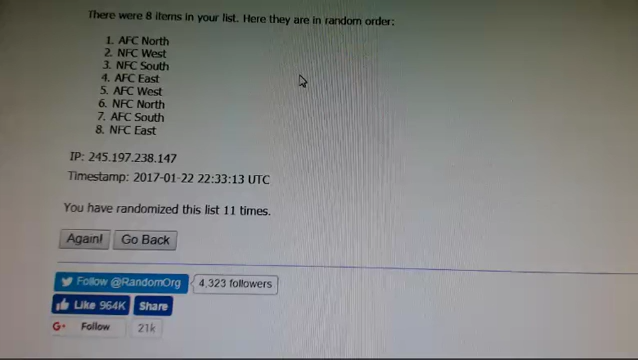 There were 8 items in your list. Here they are in random order:
1. AFC North
2. NFC West
3. NFC South
4. AFC East
5. AFC West
6. NFC North
7. AFC South
8. NFC East
IP: 245.197.238.147
Timestamp: 2017-01-22 22:33:13 UTC
You have randomized this list 11 times.
Again! Go Back
Follow @RandomOrg 4,323 followers
Like 964K Share
G+ Follow 21k